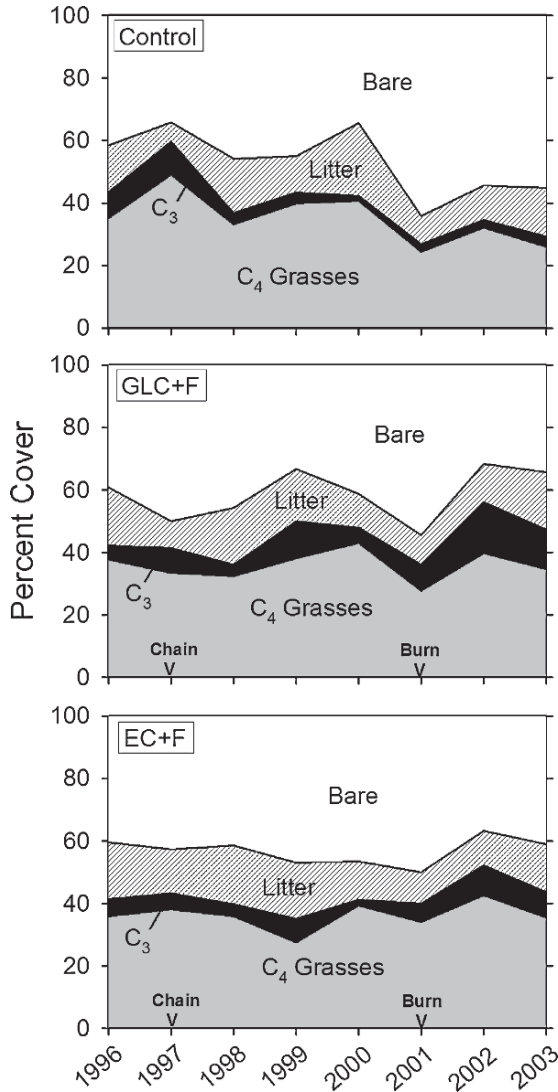 100
Control
80
Bare
60
Litter
40
C₃
20
C₄ Grasses
0
100
GLC+F
80
Bare
60
Litter
40
C₃
20
C₄ Grasses
Chain
V
Burn
V
0
100
EC+F
80
Bare
60
Litter
40
C₃
20
C₄ Grasses
Chain
V
Burn
V
0
1996 1997 1998 1999 2000 2001 2002 2003
Percent Cover